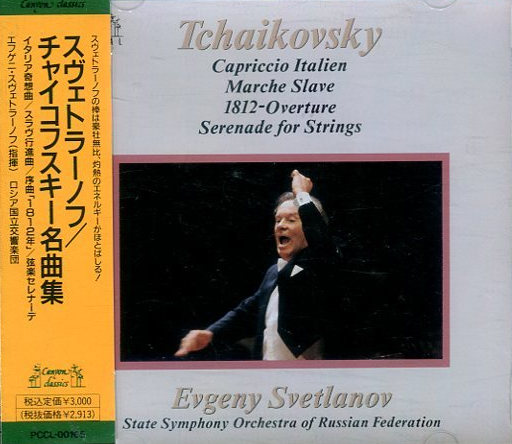 Canyon classics
スヴェトラーノフの棒は豪壮無比、灼熱のエネルギーがほとばしる!
スヴェトラーノフ/
チャイコフスキー名曲集
イタリア奇想曲/スラヴ行進曲/序曲「1812年」/弦楽セレナーデ
エフゲニ・スヴェトラーノフ(指揮) ロシア国立交響楽団
Canyon
classics
税込定価¥3,000
(税抜価格¥2,913)
Tchaikovsky
Capriccio Italien
Marche Slave
1812-Overture
Serenade for Strings
Evgeny Svetlanov
State Symphony Orchestra of Russian Federation